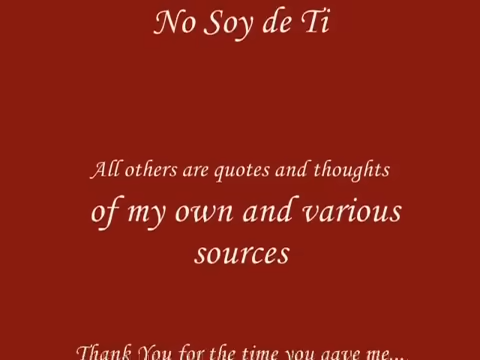 No Soy de Ti
All others are quotes and thoughts
of my own and various
sources
Thank You for the time you gave me...